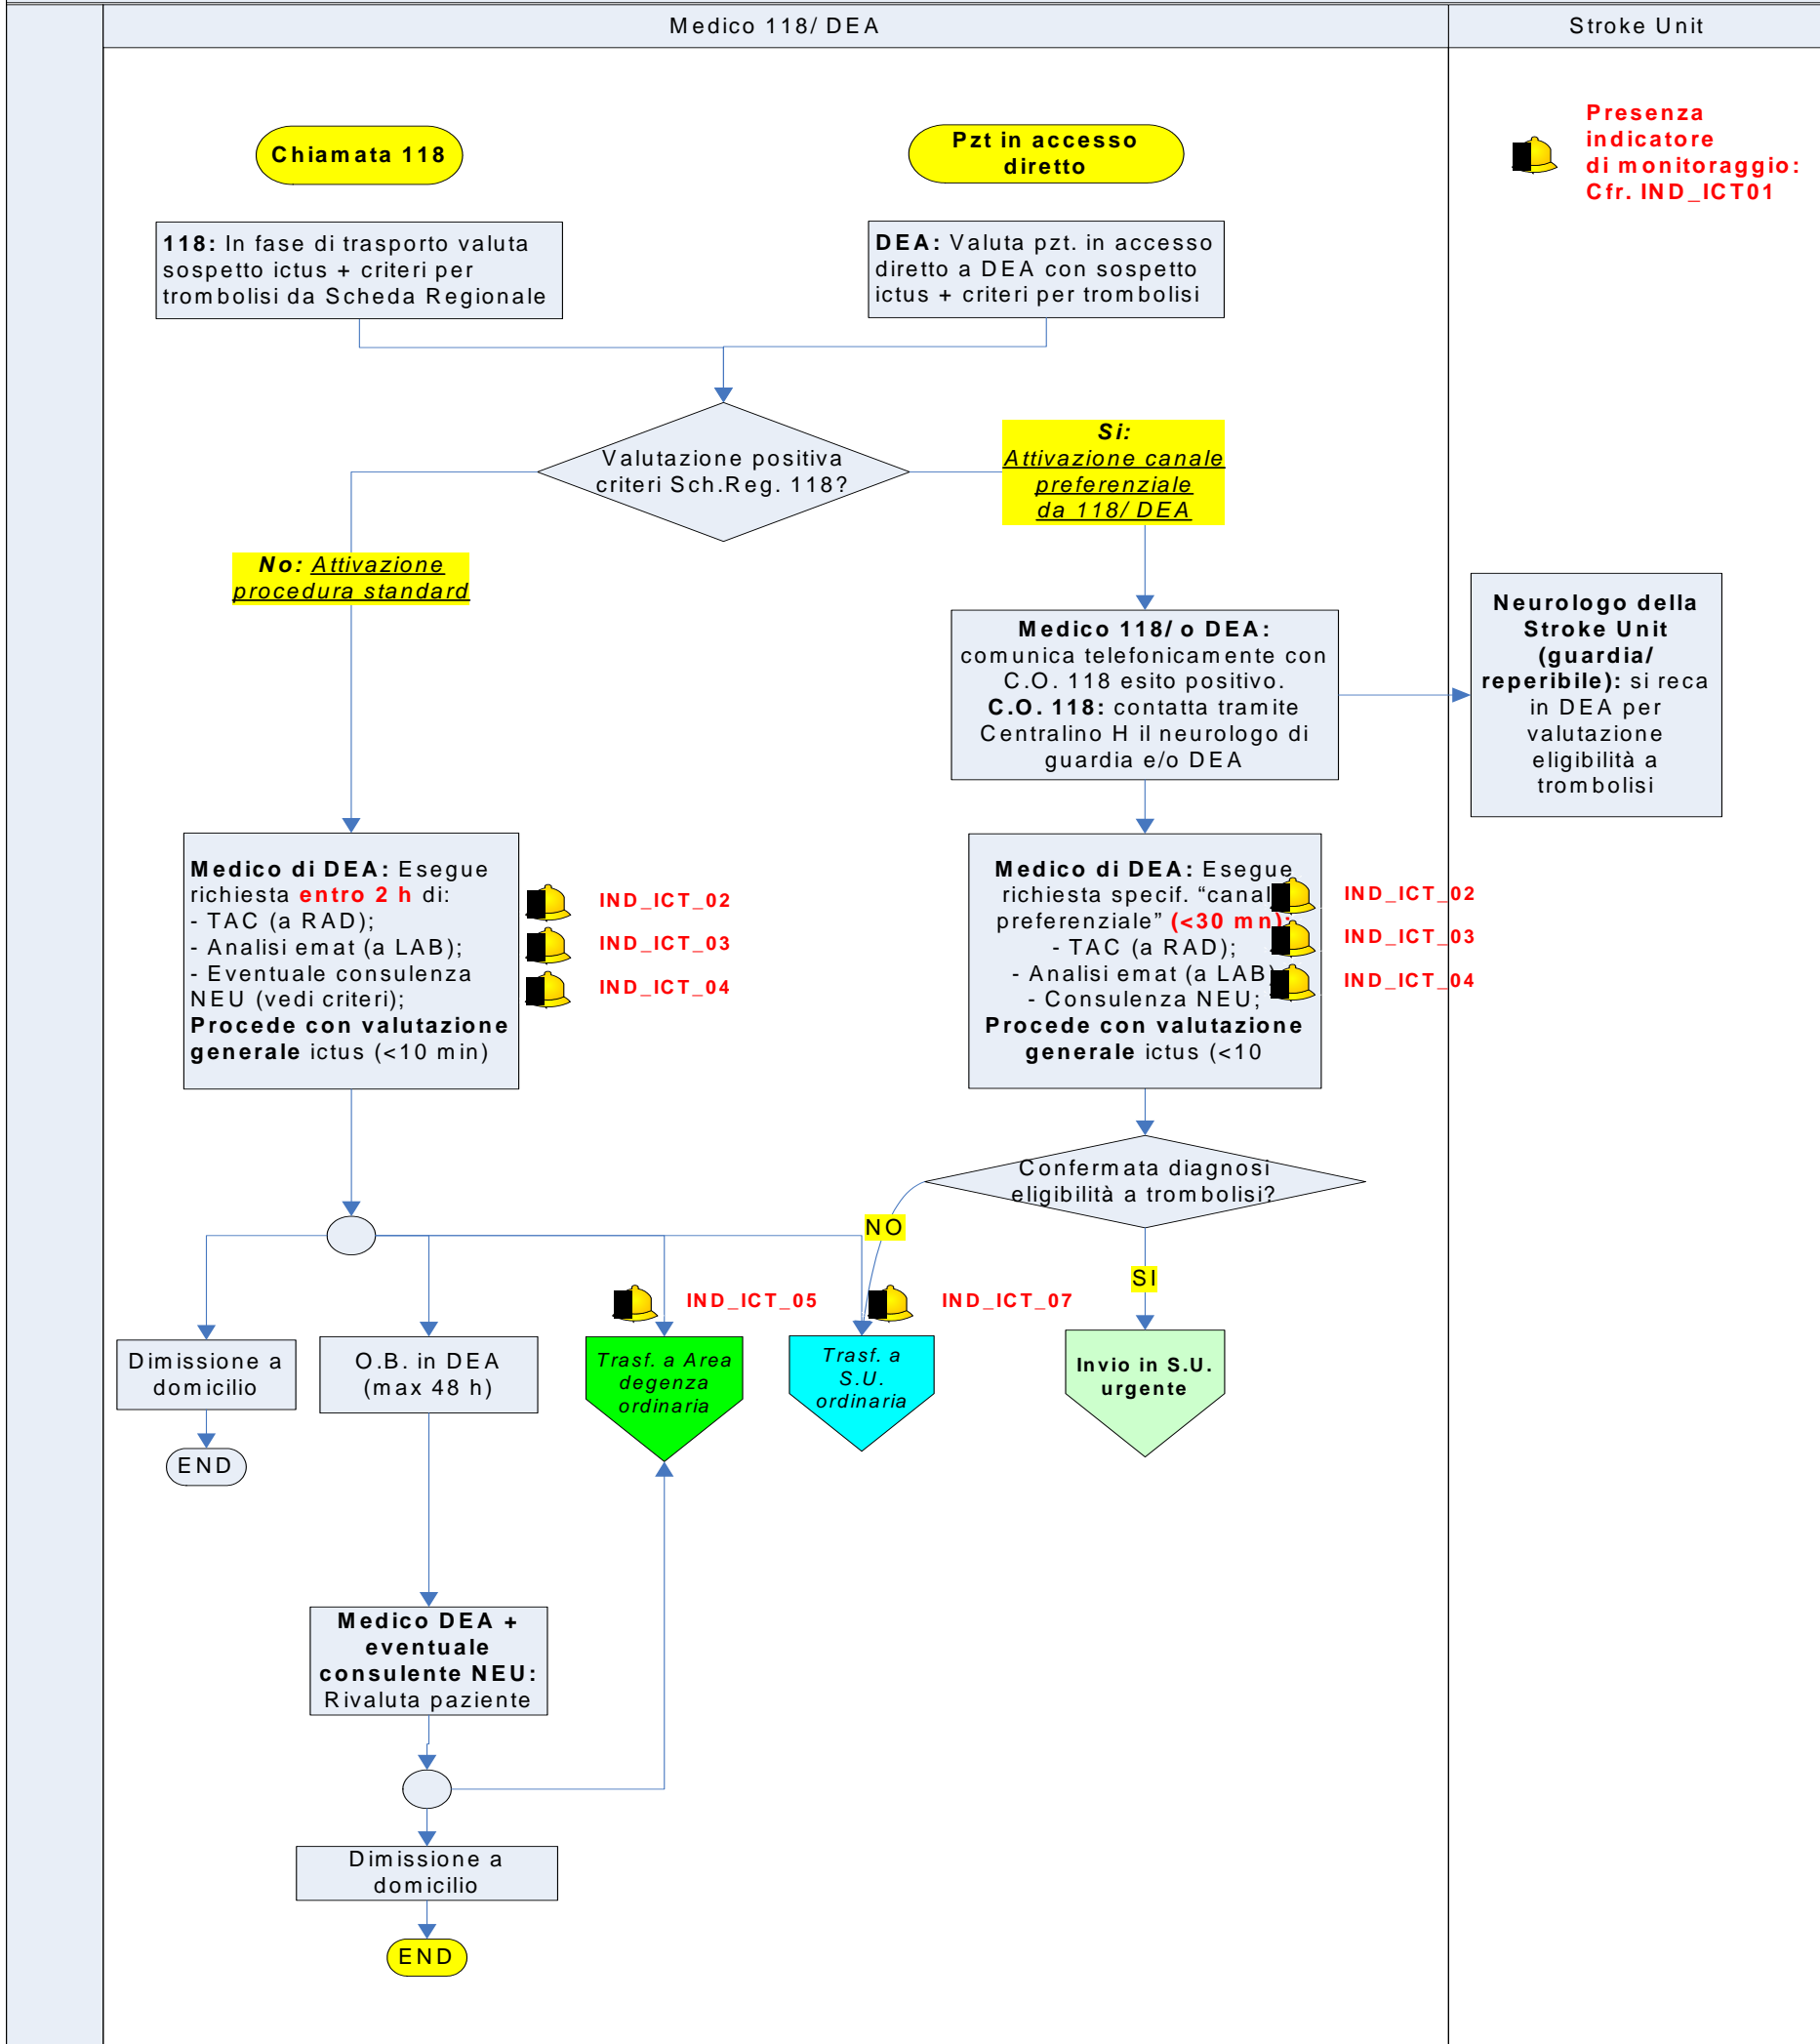 Medico 118/ DEA
Stroke Unit
Presenza
indicatore
di monitoraggio:
Cfr. IND_ICT01
Chiamata 118
Pzt in accesso
diretto
118: In fase di trasporto valuta
sospetto ictus + criteri per
trombolisi da Scheda Regionale
DEA: Valuta pzt. in accesso
diretto a DEA con sospetto
ictus + criteri per trombolisi
Valutazione positiva
criteri Sch.Reg. 118?
Si:
Attivazione canale
preferenziale
da 118/ DEA
No: Attivazione
procedura standard
Medico 118/ o DEA:
comunica telefonicamente con
C.O. 118 esito positivo.
C.O. 118: contatta tramite
Centralino H il neurologo di
guardia e/o DEA
Neurologo della
Stroke Unit
(guardia/
reperibile): si reca
in DEA per
valutazione
eligibilità a
trombolisi
Medico di DEA: Esegue
richiesta entro 2 h di:
- TAC (a RAD);
- Analisi emat (a LAB);
- Eventuale consulenza
NEU (vedi criteri);
Procede con valutazione
generale ictus (<10 min)
IND_ICT_02
IND_ICT_03
IND_ICT_04
Medico di DEA: Esegue
richiesta specif. “canal
preferenziale” (<30 mn):
- TAC (a RAD);
- Analisi emat (a LAB)
- Consulenza NEU;
Procede con valutazione
generale ictus (<10
IND_ICT_02
IND_ICT_03
IND_ICT_04
Confermata diagnosi
eligibilità a trombolisi?
NO
SI
IND_ICT_05
IND_ICT_07
Dimissione a
domicilio
O.B. in DEA
(max 48 h)
Trasf. a Area
degenza
ordinaria
Trasf. a
S.U.
ordinaria
Invio in S.U.
urgente
END
Medico DEA +
eventuale
consulente NEU:
Rivaluta paziente
Dimissione a
domicilio
END